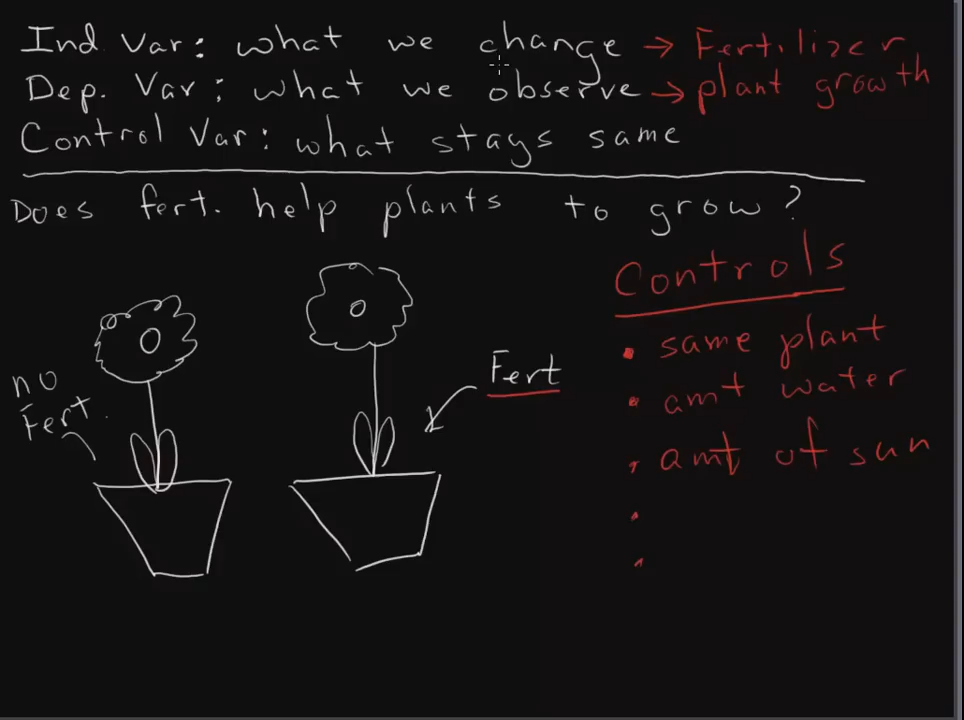 Ind Var: what we change → Fertilizer
Dep. Var: what we observe → plant growth
Control Var: what stays same
Does fert. help plants to grow?
Controls
• same plant
• amt water
• amt of sun
•
•
no
Fert.
Fert